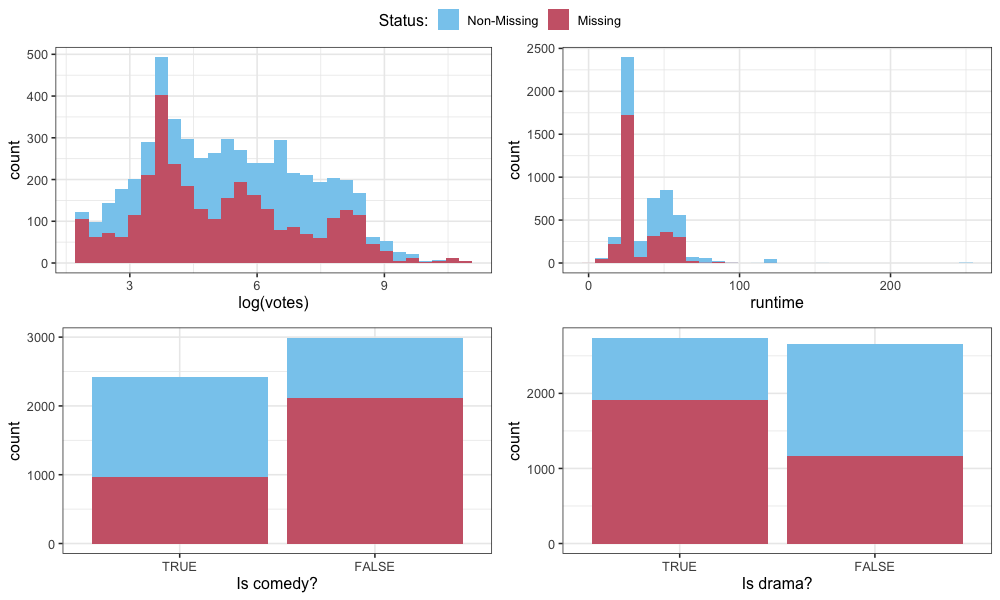 Status: Non-Missing Missing
500
400
300
200
100
0
count
3 6 9
log(votes)
2500
2000
1500
1000
500
0
count
0 100 200
runtime
3000
2000
1000
0
count
TRUE FALSE
Is comedy?
2000
1000
0
count
TRUE FALSE
Is drama?